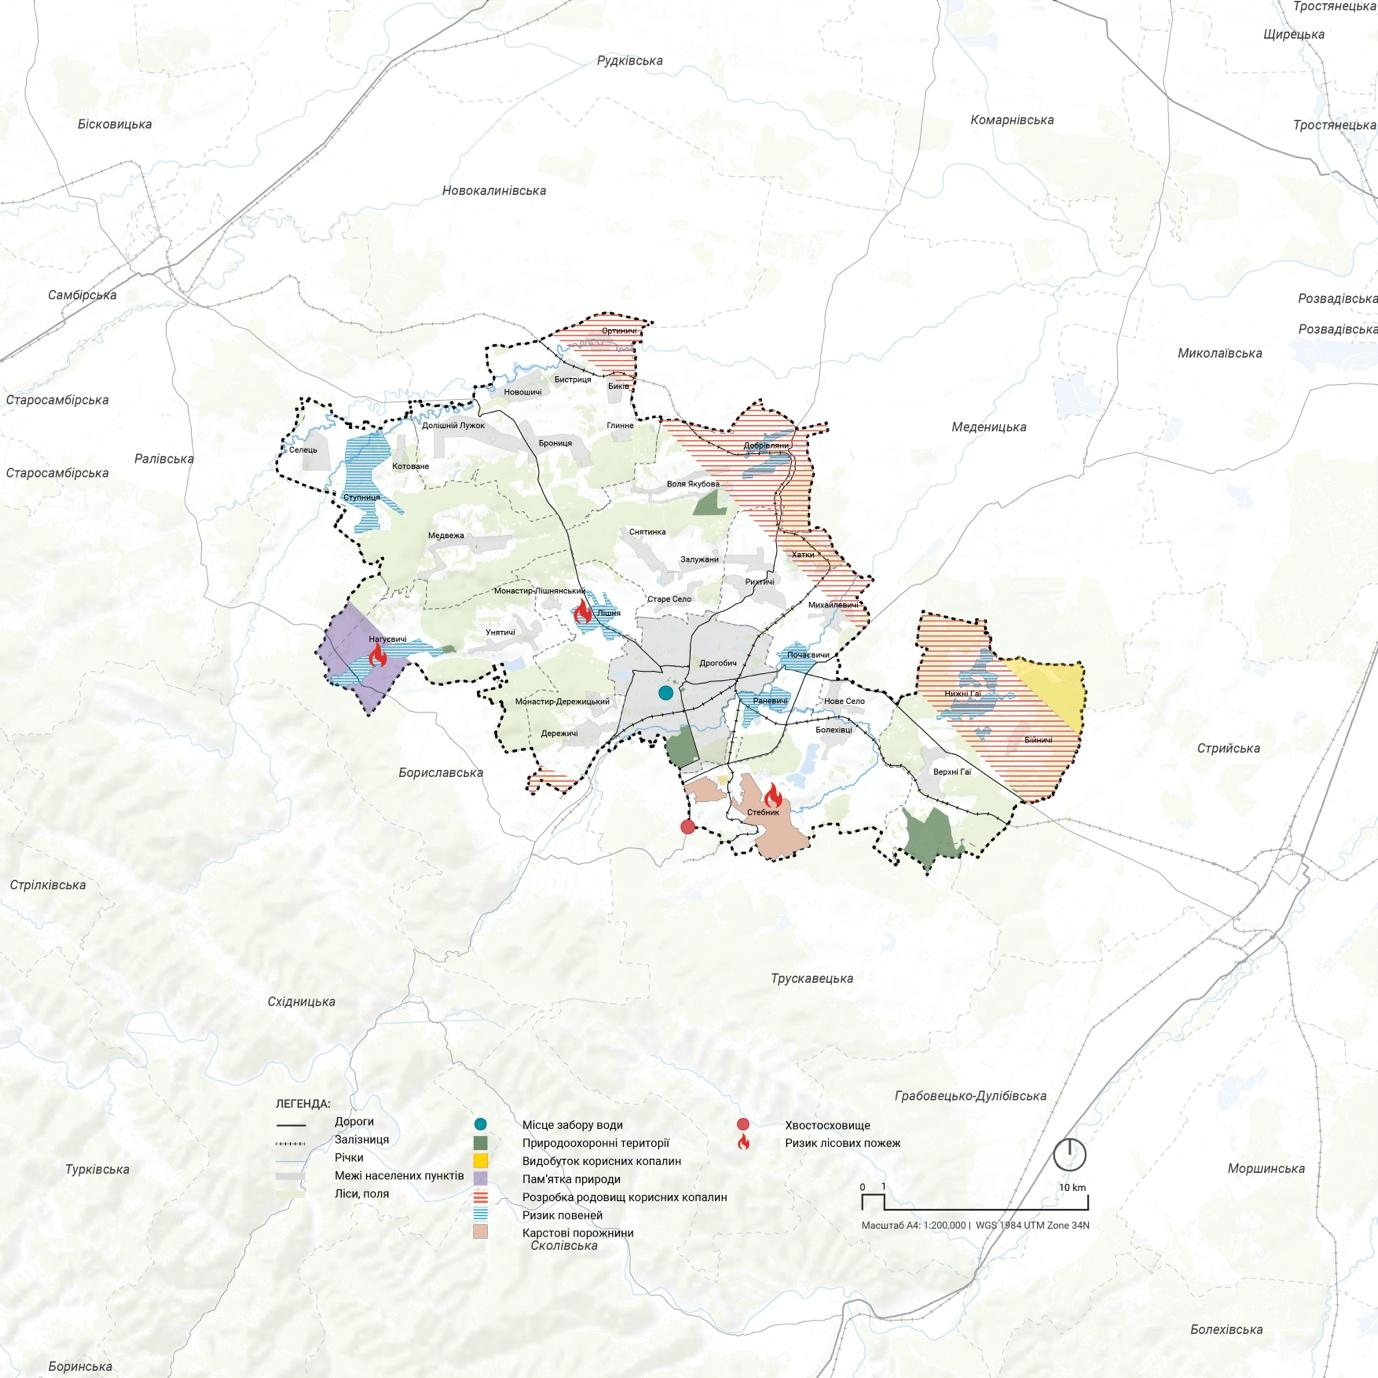 Тростянецька
Щирецька
Рудківська
Бісковицька
Комарнівська
Тростянецька
Новокалинівська
Самбірська
Розвадівська
Розвадівська
Миколаївська
Ортиничі
Бистриця
Биків
Новошичі
Старосамбірська
Долішній Лужок
Глинне
Меденицька
Брониця
Добрівляни
Селець
Ралівська
Котоване
Старосамбірська
Воля Якубова
Ступниця
Медвежа
Снятинка
Залужани
Хатки
Рихтичі
Монастир-Лішнянський
Старе Село
Михайлевичі
Лішня
Унятичі
Нагуєвичі
Почаєвичі
Дрогобич
Нижні Гаї
Монастир-Дережицький
Раневичі
Нове Село
Дережичі
Болехівці
Бійничі
Стрийська
Бориславська
Верхні Гаї
Стебник
Стрілківська
Трускавецька
Східницька
Грабовецько-Дулібівська
Турківська
Моршинська
ЛЕГЕНДА:
Дороги
Залізниця
Річки
Межі населених пунктів
Ліси, поля
Місце забору води
Природоохоронні території
Видобуток корисних копалин
Пам'ятка природи
Розробка родовищ корисних копалин
Ризик повеней
Карстові порожнини
Хвостосховище
Ризик лісових пожеж
0 1 10 km
Масштаб А4: 1:200,000 | WGS 1984 UTM Zone 34N
Сколівська
Болехівська
Боринська